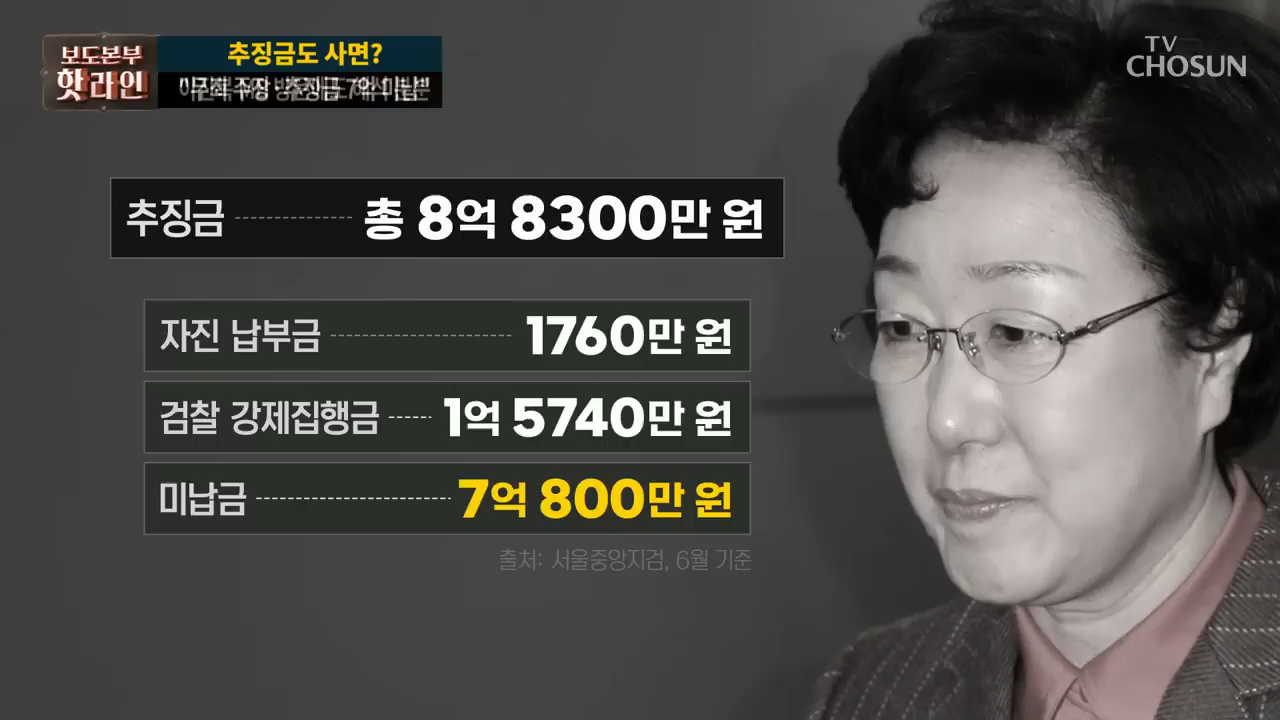 보도본부
핫라인
추징금도 사면?
TV
CHOSUN
추징금 총 8억 8300만 원
자진 납부금 1760만 원
검찰 강제집행금 1억 5740만 원
미납금 7억 800만 원
출처: 서울중앙지검, 6월 기준